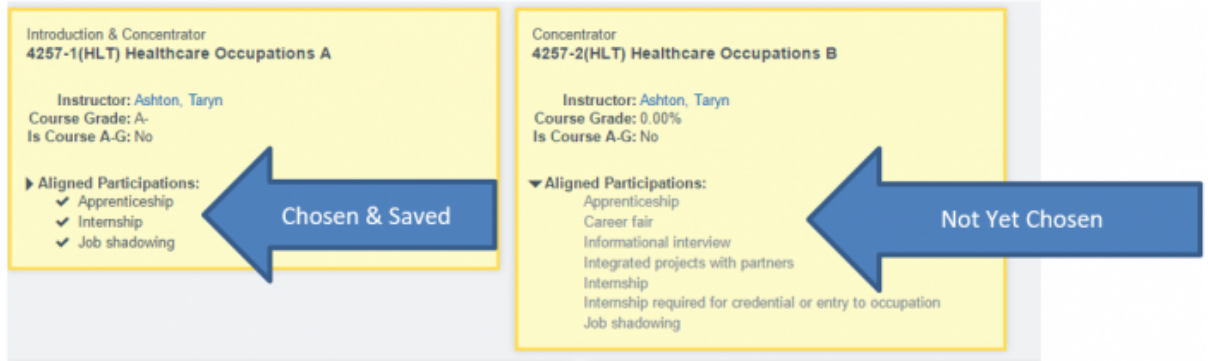 Introduction & Concentrator
4257-1(HLT) Healthcare Occupations A
Instructor: Ashton, Taryn
Course Grade: A-
Is Course A-G: No
Aligned Participations:
Apprenticeship
Internship
Job shadowing
Chosen & Saved
Concentrator
4257-2(HLT) Healthcare Occupations B
Instructor: Ashton, Taryn
Course Grade: 0.00%
Is Course A-G: No
Aligned Participations:
Apprenticeship
Career fair
Informational interview
Integrated projects with partners
Internship
Internship required for credential or entry to occupation
Job shadowing
Not Yet Chosen